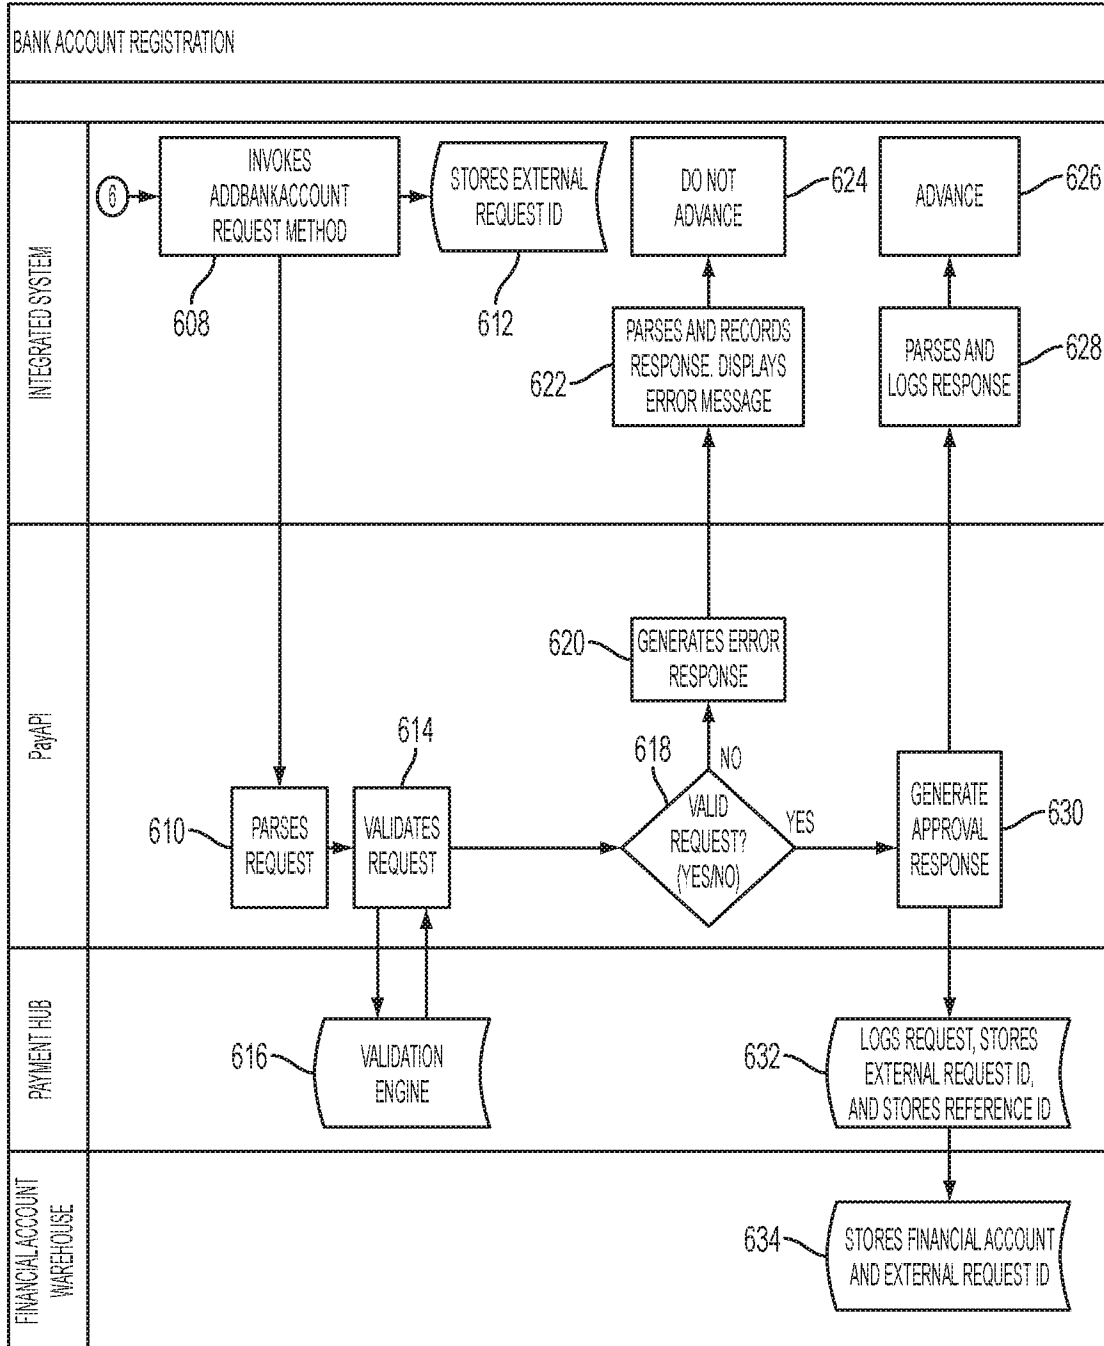 BANK ACCOUNT REGISTRATION
INTEGRATED SYSTEM
6
INVOKES
ADDBANKACCOUNT
REQUEST METHOD
608
STORES EXTERNAL
REQUEST ID
612
DO NOT
ADVANCE
624
ADVANCE
626
PARSES AND RECORDS
RESPONSE. DISPLAYS
ERROR MESSAGE
622
PARSES AND
LOGS RESPONSE
628
PayAPI
620
GENERATES ERROR
RESPONSE
614
618
NO
610
PARSES
REQUEST
VALIDATES
REQUEST
VALID
REQUEST?
(YES/NO)
YES
GENERATE
APPROVAL
RESPONSE
630
PAYMENT HUB
616
VALIDATION
ENGINE
632
LOGS REQUEST, STORES
EXTERNAL REQUEST ID,
AND STORES REFERENCE ID
FINANCIAL ACCOUNT
WAREHOUSE
634
STORES FINANCIAL ACCOUNT
AND EXTERNAL REQUEST ID